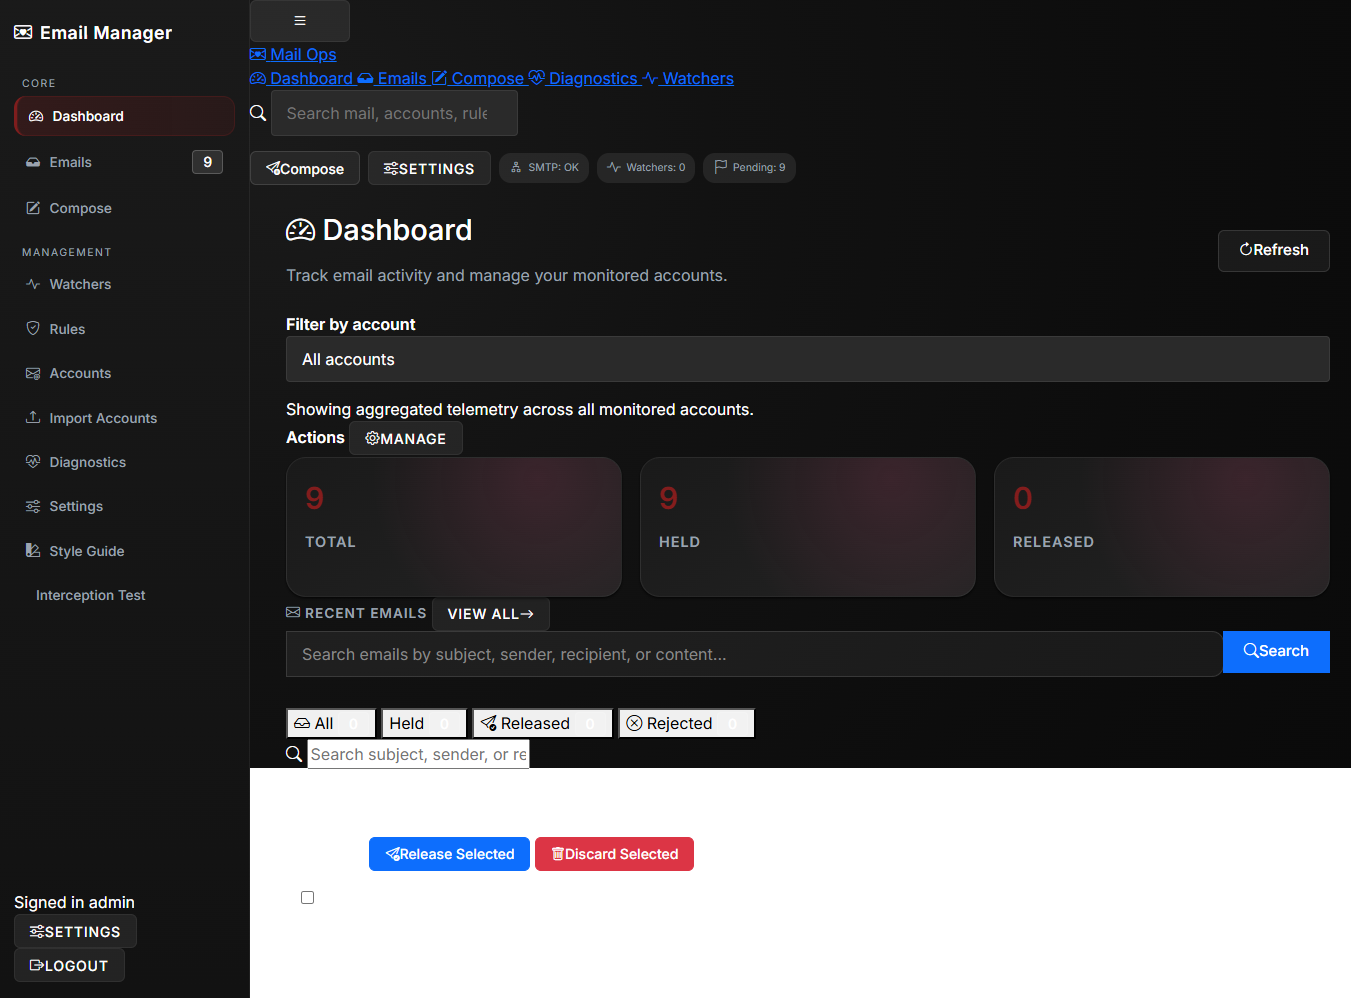 Email Manager
CORE
Dashboard
Emails 9
Compose
MANAGEMENT
Watchers
Rules
Accounts
Import Accounts
Diagnostics
Settings
Style Guide
Interception Test
Signed in admin
SETTINGS
LOGOUT
Mail Ops
Dashboard Emails Compose Diagnostics Watchers
Search mail, accounts, rule
Compose SETTINGS SMTP: OK Watchers: 0 Pending: 9
Dashboard
Refresh
Track email activity and manage your monitored accounts.
Filter by account
All accounts
Showing aggregated telemetry across all monitored accounts.
Actions MANAGE
9 9 0
TOTAL HELD RELEASED
RECENT EMAILS VIEW ALL→
Search emails by subject, sender, recipient, or content...
Search
All 0 Held 0 Released 0 Rejected 0
Search subject, sender, or re
Release Selected Discard Selected